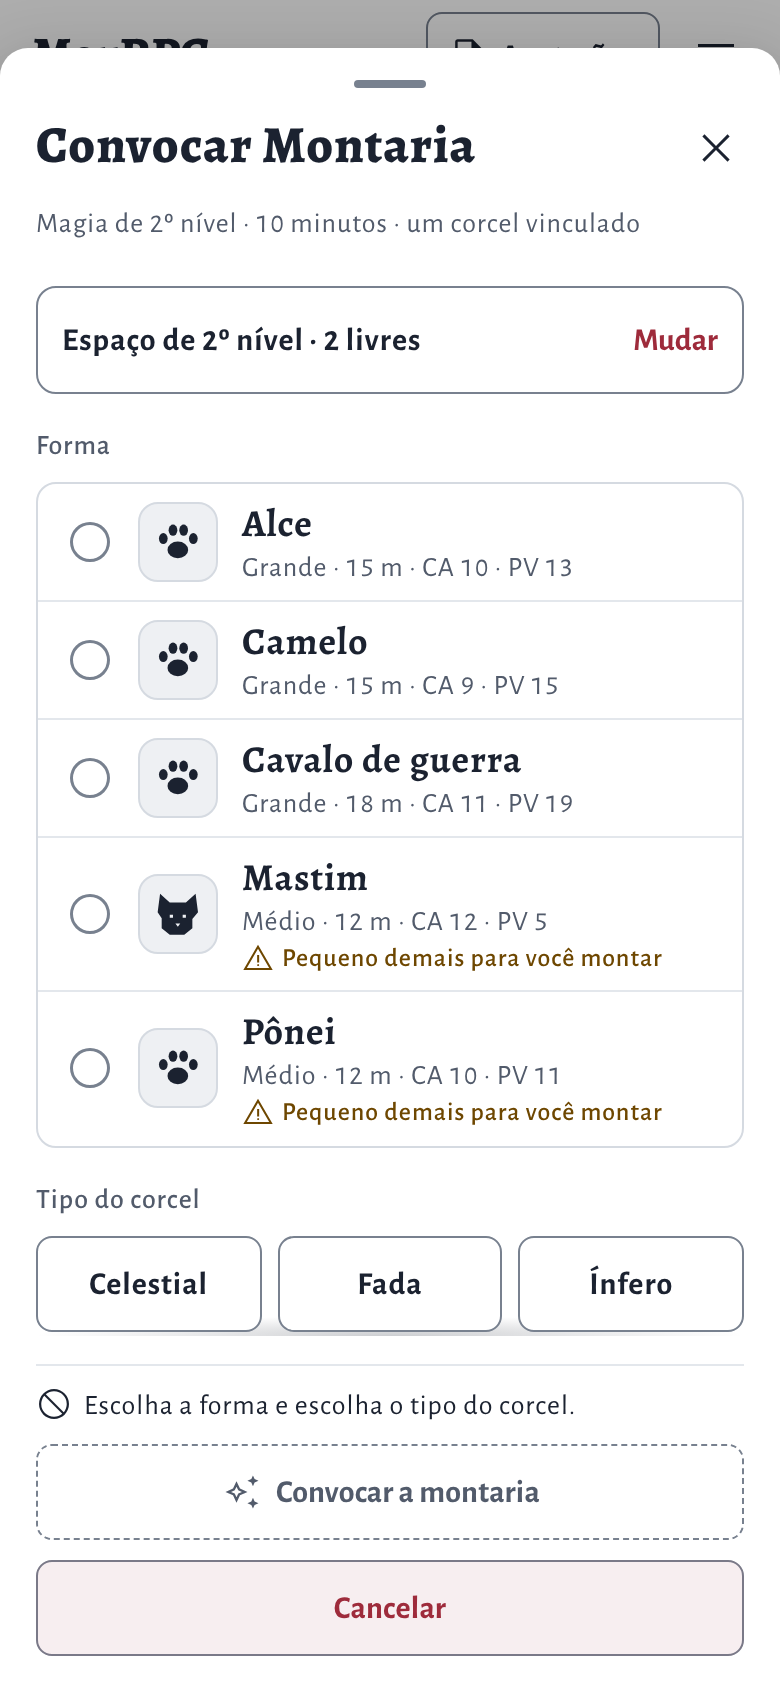 Convocar Montaria
Magia de 2º nível · 10 minutos · um corcel vinculado
Espaço de 2º nível · 2 livres
Mudar
Forma
Alce
Grande · 15 m · CA 10 · PV 13
Camelo
Grande · 15 m · CA 9 · PV 15
Cavalo de guerra
Grande · 18 m · CA 11 · PV 19
Mastim
Médio · 12 m · CA 12 · PV 5
Pequeno demais para você montar
Pônei
Médio · 12 m · CA 10 · PV 11
Pequeno demais para você montar
Tipo do corcel
Celestial
Fada
Ínfero
Escolha a forma e escolha o tipo do corcel.
Convocar a montaria
Cancelar